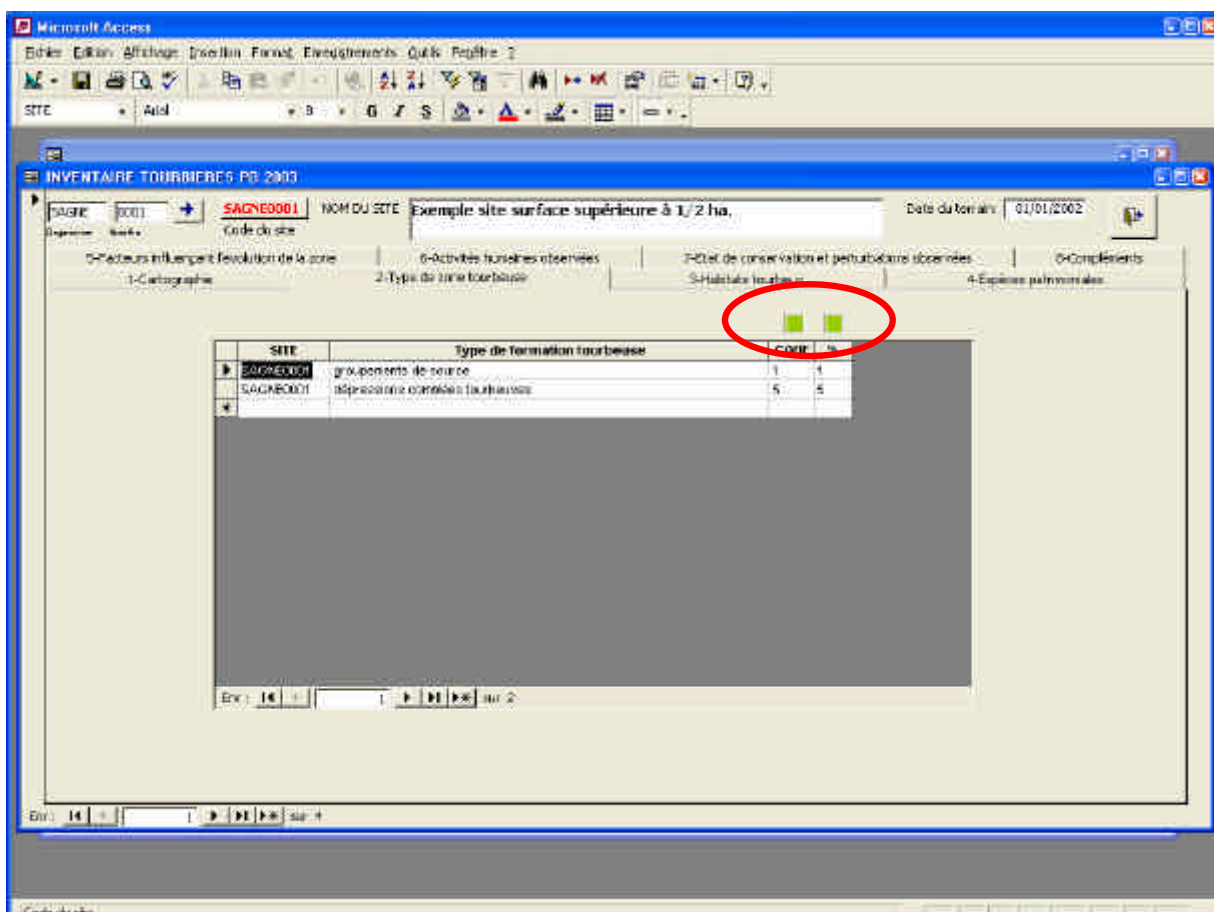 Microsoft Access
Fichier Edition Affichage Insertion Format Enregistrements Outils Fenêtre ?
SITE Arial 8 G I S
INVENTAIRE TOURBIERES PG 2003
SAGNE 0001 SAGNE0001 NOM DU SITE Exemple site surface supérieure à 1/2 ha, Date du terrain: 01/01/2002
Organisme Code du site
5-Facteurs influençant l'évolution de la zone 6-Activités humaines observées 7-Etat de conservation et perturbations observées 8-Compléments
1-Cartographie 2-Type de zone tourbeuse 3-Habitats tourbeux 4-Espèces patrimoniales
SITE Type de formation tourbeuse CODE %
SAGNE0001 groupements de source 1
SAGNE0001 dépressions tourbeuses 5 5
Enr : 1 sur 2
Enr : 1 sur 4
Code du site